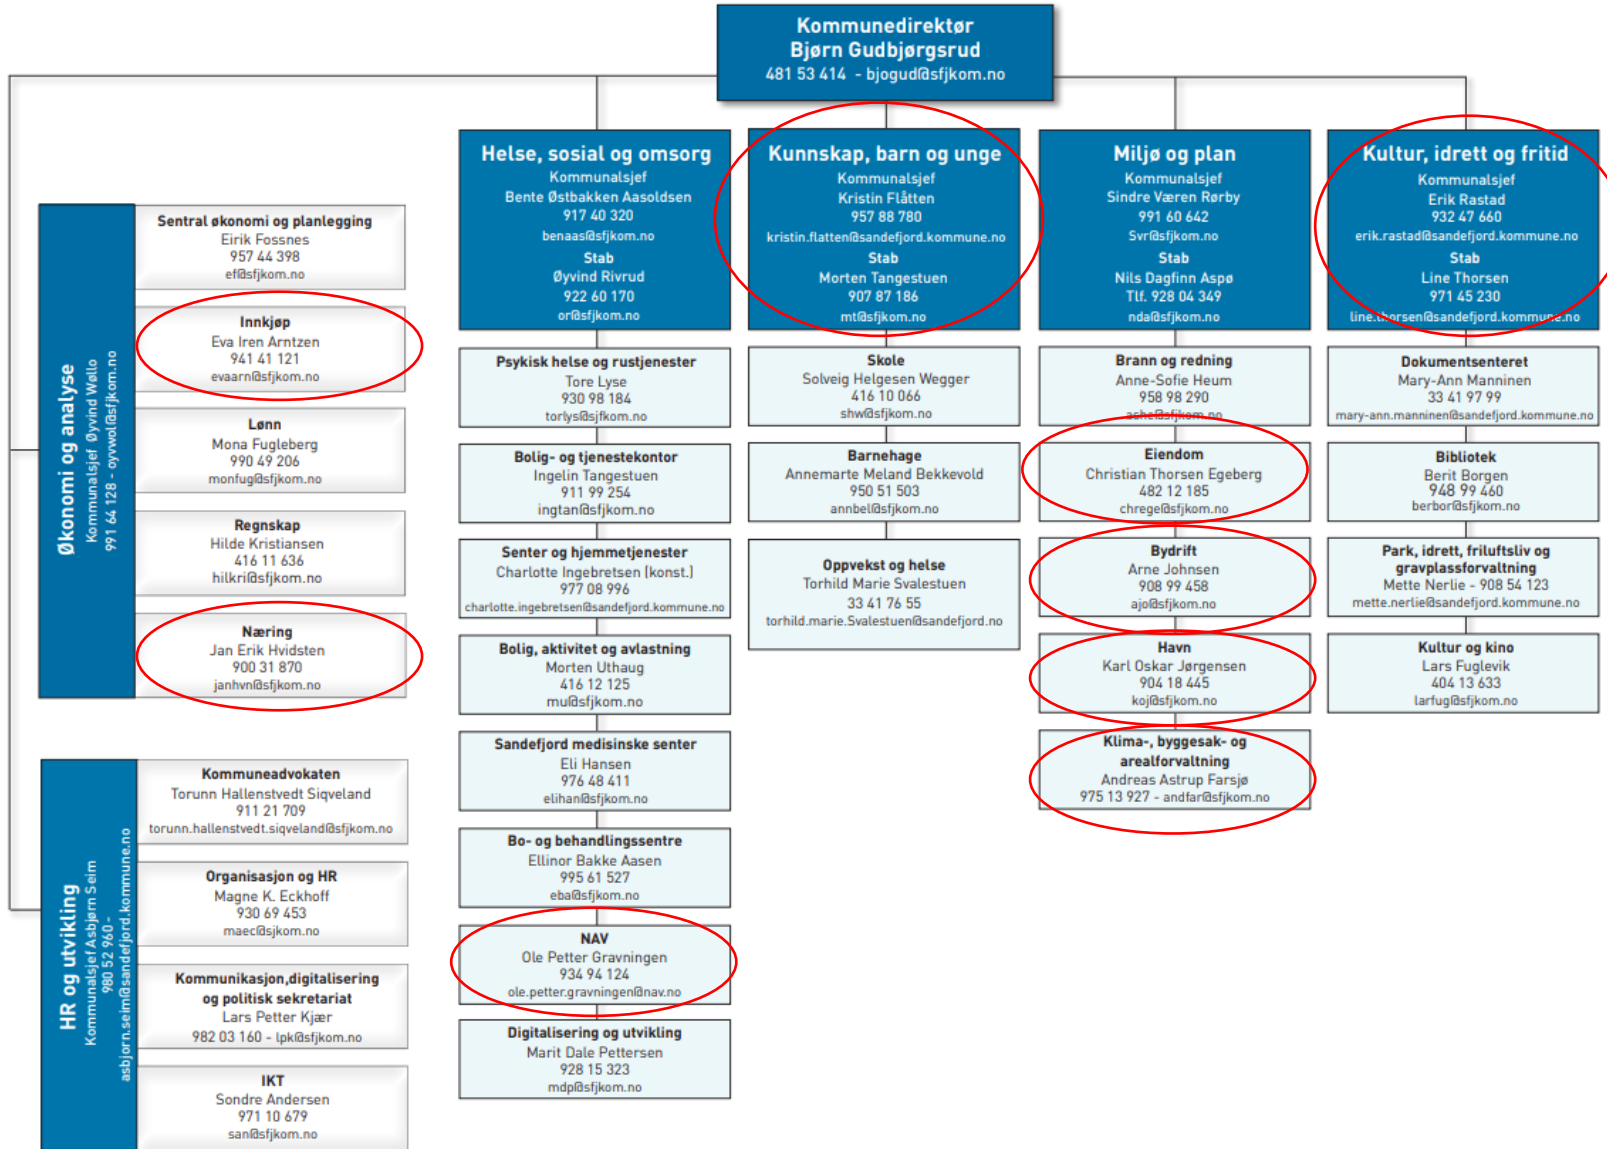 Kommunedirektør
Bjørn Gudbjørgsrud
481 53 414 - bjogud@sfjkom.no
Økonomi og analyse
Kommunalsjef Øyvind Wøllo
991 64 128 - oyvwol@sfjkom.no
Sentral økonomi og planlegging
Eirik Fossnes
957 44 398
ef@sfjkom.no
Innkjøp
Eva Iren Arntzen
941 41 121
evaarn@sfjkom.no
Lønn
Mona Fugleberg
990 49 206
monfug@sfjkom.no
Regnskap
Hilde Kristiansen
416 11 636
hilkri@sfjkom.no
Næring
Jan Erik Hvidsten
900 31 870
janhvn@sfjkom.no
HR og utvikling
Kommunalsjef Asbjørn Seim
980 52 960 -
asbjorn.seim@sandefjord.kommune.no
Kommuneadvokaten
Torunn Hallenstvedt Siqveland
911 21 709
torunn.hallenstvedt.siqveland@sfjkom.no
Organisasjon og HR
Magne K. Eckhoff
930 69 453
maec@sjkom.no
Kommunikasjon,digitalisering
og politisk sekretariat
Lars Petter Kjær
982 03 160 - lpk@sfjkom.no
IKT
Sondre Andersen
971 10 679
san@sfjkom.no
Helse, sosial og omsorg
Kommunalsjef
Bente Østbakken Aasoldsen
917 40 320
benaas@sfjkom.no
Stab
Øyvind Rivrud
922 60 170
or@sfjkom.no
Psykisk helse og rustjenester
Tore Lyse
930 98 184
torlys@sjfkom.no
Bolig- og tjenestekontor
Ingelin Tangestuen
911 99 254
ingtan@sfjkom.no
Senter og hjemmetjenester
Charlotte Ingebretsen (konst.)
977 08 996
charlotte.ingebretsen@sandefjord.kommune.no
Bolig, aktivitet og avlastning
Morten Uthaug
416 12 125
mu@sfjkom.no
Sandefjord medisinske senter
Eli Hansen
976 48 411
elihan@sfjkom.no
Bo- og behandlingssentre
Ellinor Bakke Aasen
995 61 527
eba@sfjkom.no
NAV
Ole Petter Gravningen
934 94 124
ole.petter.gravningen@nav.no
Digitalisering og utvikling
Marit Dale Pettersen
928 15 323
mdp@sfjkom.no
Kunnskap, barn og unge
Kommunalsjef
Kristin Flåtten
957 88 780
kristin.flatten@sandefjord.kommune.no
Stab
Morten Tangestuen
907 87 186
mt@sfjkom.no
Skole
Solveig Helgesen Wegger
416 10 066
shw@sfjkom.no
Barnehage
Annemarte Meland Bekkevold
950 51 503
annbel@sfjkom.no
Oppvekst og helse
Torhild Marie Svalestuen
33 41 76 55
torhild.marie.Svalestuen@sandefjord.no
Miljø og plan
Kommunalsjef
Sindre Væren Rørby
991 60 642
Svr@sfjkom.no
Stab
Nils Dagfinn Aspø
Tlf. 928 04 349
nda@sfjkom.no
Brann og redning
Anne-Sofie Heum
958 98 290
ashe@sfjkom.no
Eiendom
Christian Thorsen Egeberg
482 12 185
chrege@sfjkom.no
Bydrift
Arne Johnsen
908 99 458
ajo@sfjkom.no
Havn
Karl Oskar Jørgensen
904 18 445
koj@sfjkom.no
Klima-, byggesak- og
arealforvaltning
Andreas Astrup Farsjø
975 13 927 - andfar@sfjkom.no
Kultur, idrett og fritid
Kommunalsjef
Erik Rastad
932 47 660
erik.rastad@sandefjord.kommune.no
Stab
Line Thorsen
971 45 230
line.thorsen@sandefjord.kommune.no
Dokumentsenteret
Mary-Ann Manninen
33 41 97 99
mary-ann.manninen@sandefjord.kommune.no
Bibliotek
Berit Borgen
948 99 460
berbor@sfjkom.no
Park, idrett, friluftsliv og
gravplassforvaltning
Mette Nerlie - 908 54 123
mette.nerlie@sandefjord.kommune.no
Kultur og kino
Lars Fuglevik
404 13 633
larfug@sfjkom.no